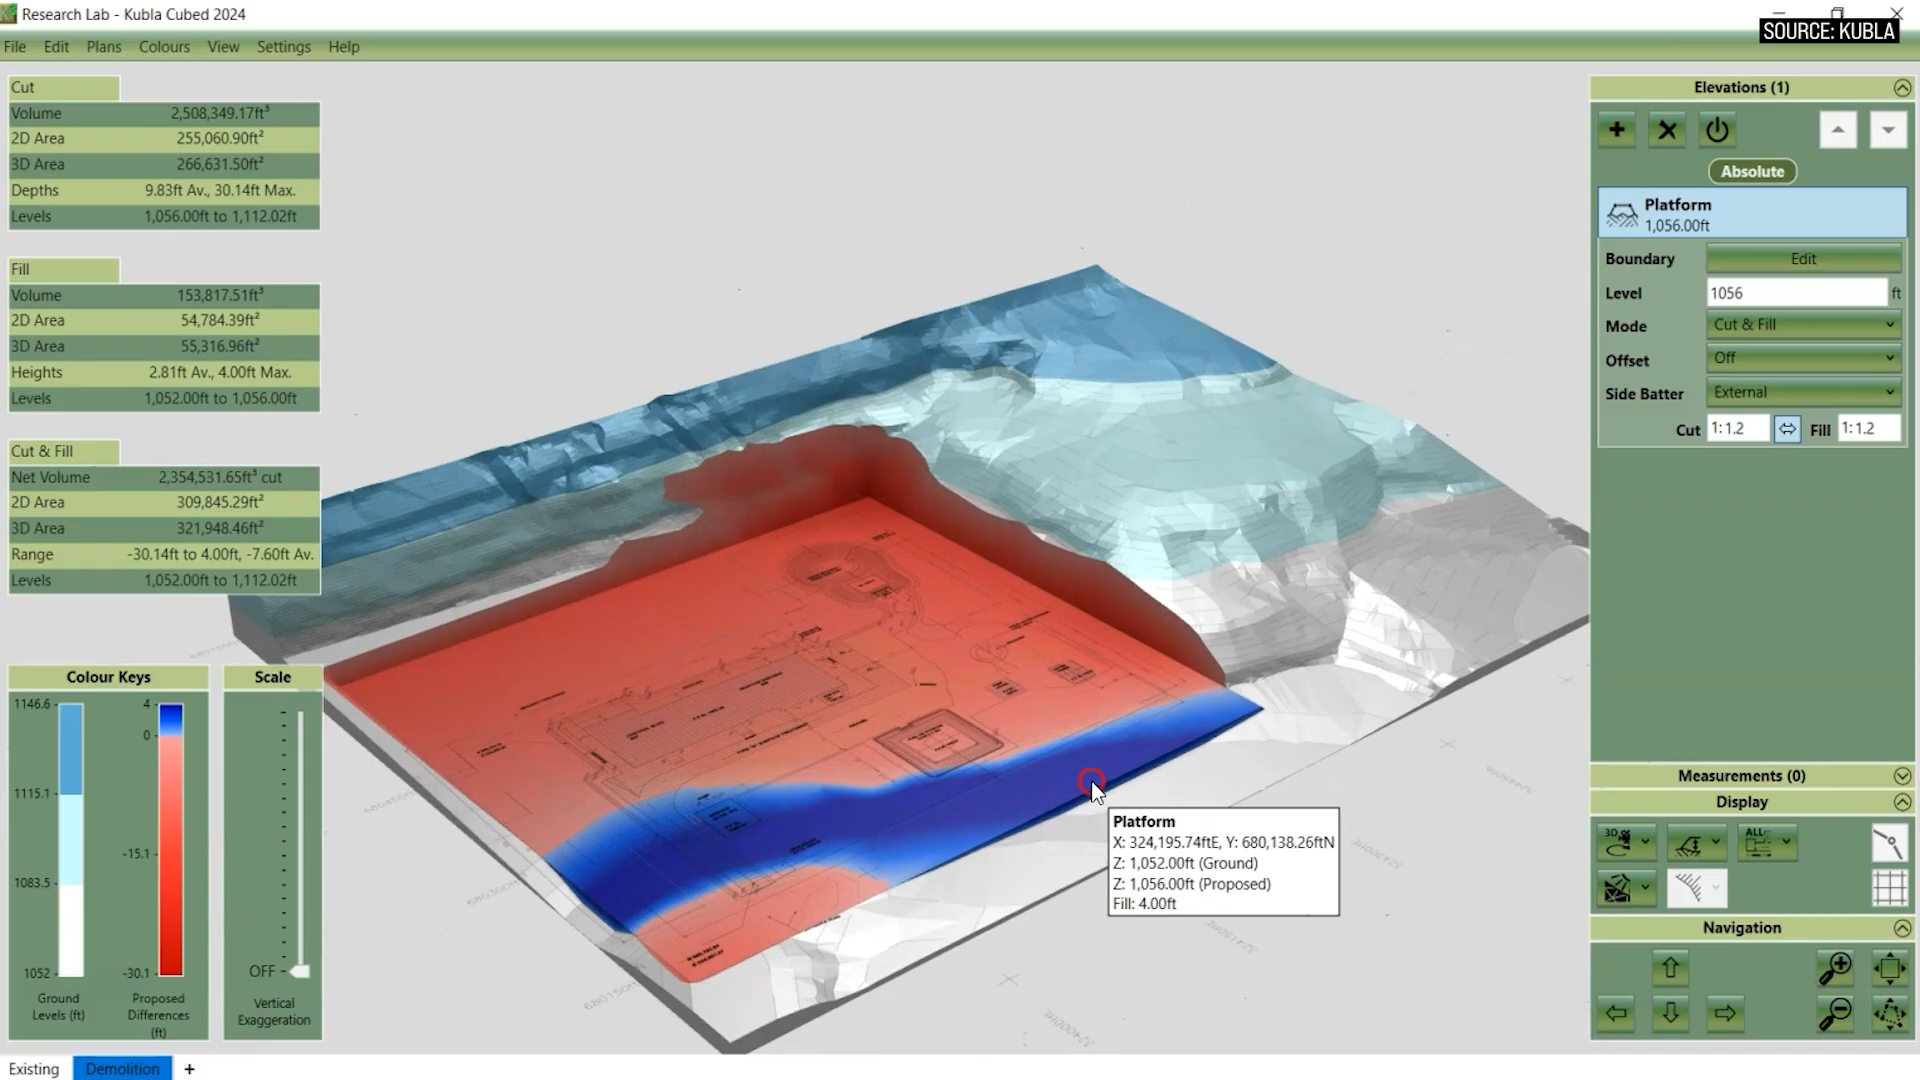 Research Lab - Kubla Cubed 2024
SOURCE: KUBLA
File Edit Plans Colours View Settings Help
Cut
Volume 2,508,349.17ft³
2D Area 255,060.90ft²
3D Area 266,631.50ft²
Depths 9.83ft Av., 30.14ft Max.
Levels 1,056.00ft to 1,112.02ft
Fill
Volume 153,817.51ft³
2D Area 54,784.39ft²
3D Area 55,316.96ft²
Heights 2.81ft Av., 4.00ft Max.
Levels 1,052.00ft to 1,056.00ft
Cut & Fill
Net Volume 2,354,531.65ft³ cut
2D Area 309,845.29ft²
3D Area 321,948.46ft²
Range -30.14ft to 4.00ft, -7.60ft Av.
Levels 1,052.00ft to 1,112.02ft
Colour Keys
1146.6
1115.1
1083.5
1052
Ground
Levels (ft)
4
0
-15.1
-30.1
Proposed
Differences
(ft)
Scale
OFF
Vertical
Exaggeration
Platform
X: 324,195.74ftE, Y: 680,138.26ftN
Z: 1,052.00ft (Ground)
Z: 1,056.00ft (Proposed)
Fill: 4.00ft
Elevations (1)
Absolute
Platform
1,056.00ft
Boundary Edit
Level 1056 ft
Mode Cut & Fill
Offset Off
Side Batter External
Cut 1:1.2 Fill 1:1.2
Measurements (0)
Display
3D
ALL
Navigation
Existing Demolition +